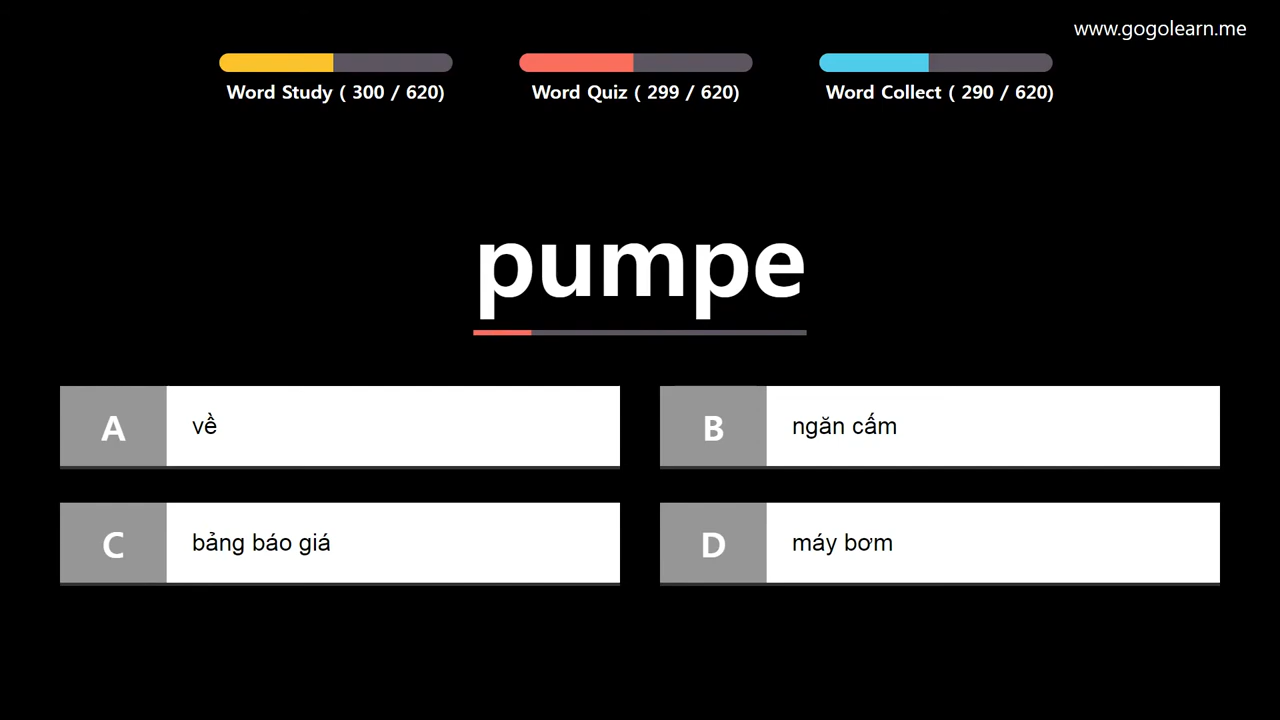 www.gogolearn.me
Word Study ( 300 / 620)
Word Quiz ( 299 / 620)
Word Collect ( 290 / 620)
pumpe
A
về
B
ngăn cấm
C
bảng báo giá
D
máy bơm